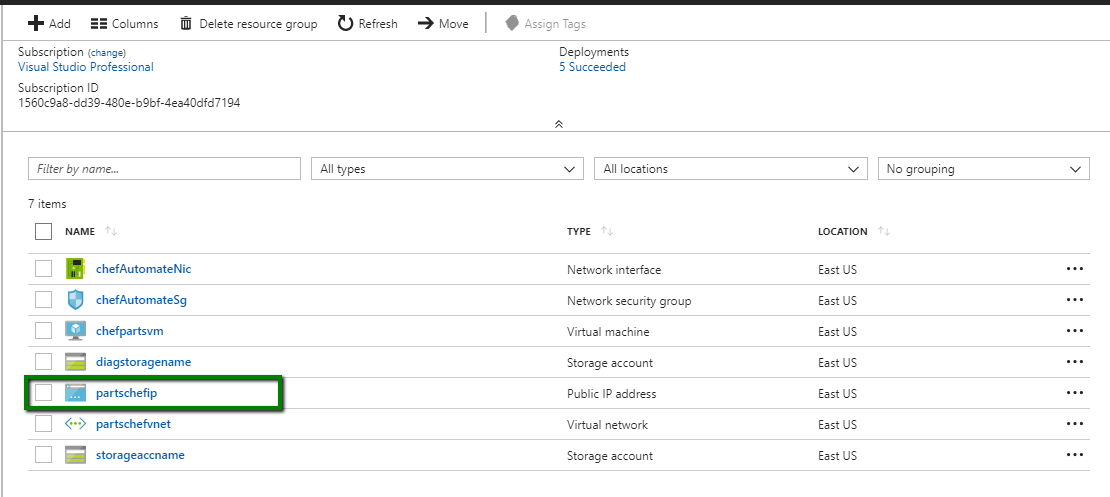 Add Columns Delete resource group Refresh Move Assign Tags
Subscription (change) Deployments
Visual Studio Professional 5 Succeeded
Subscription ID
1560c9a8-dd39-480e-b9bf-4ea40dfd7194
Filter by name... All types All locations No grouping
7 items
NAME TYPE LOCATION
chefAutomateNic Network interface East US
chefAutomateSg Network security group East US
chefpartsvm Virtual machine East US
diagstoragename Storage account East US
partschefip Public IP address East US
partschefvnet Virtual network East US
storageaccname Storage account East US